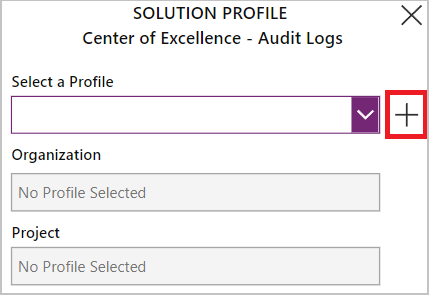 SOLUTION PROFILE
Center of Excellence - Audit Logs
Select a Profile
Organization
No Profile Selected
Project
No Profile Selected